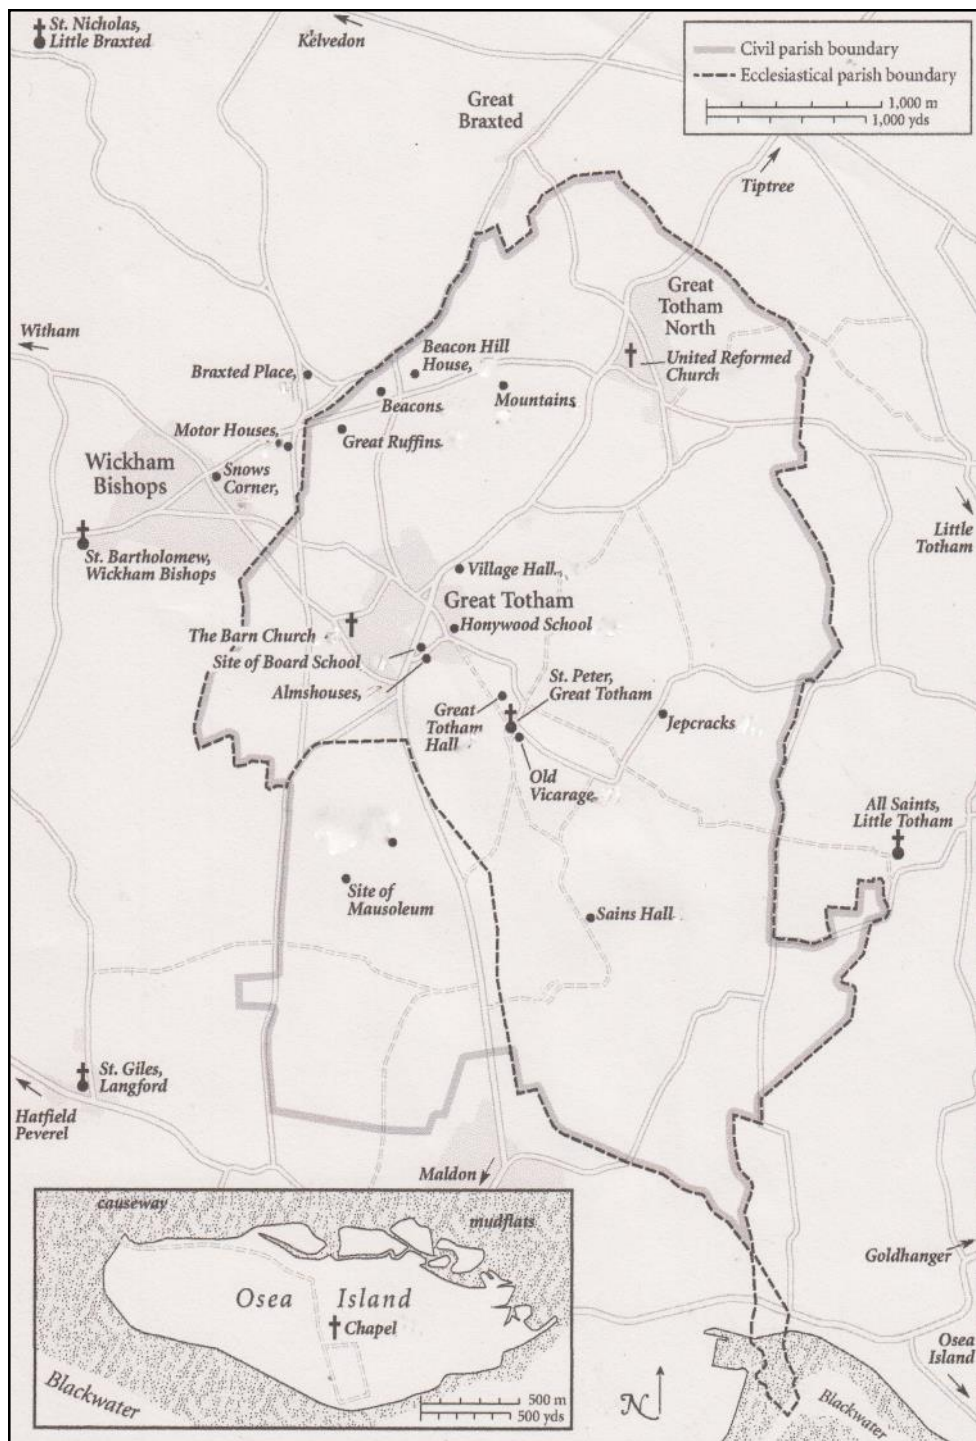 St. Nicholas,
Little Braxted
Kelvedon
Civil parish boundary
Ecclesiastical parish boundary
1,000 m
1,000 yds
Great
Braxted
Tiptree
Great
Totham
North
Witham
Beacon Hill
House,
United Reformed
Church
Braxted Place,
Beacons
Mountains
Motor Houses,
Great Ruffins
Wickham
Bishops
Snows
Corner,
Little
Totham
St. Bartholomew,
Wickham Bishops
Village Hall
Great Totham
Honywood School
The Barn Church
Site of Board School
Almshouses,
St. Peter,
Great Totham
Great
Totham
Hall
Jepcracks
Old
Vicarage
All Saints,
Little Totham
Site of
Mausoleum
Sains Hall
St. Giles,
Langford
Hatfield
Peverel
Maldon
causeway
mudflats
Goldhanger
Osea Island
Chapel
Osea
Island
Blackwater
500 m
500 yds
N
Blackwater